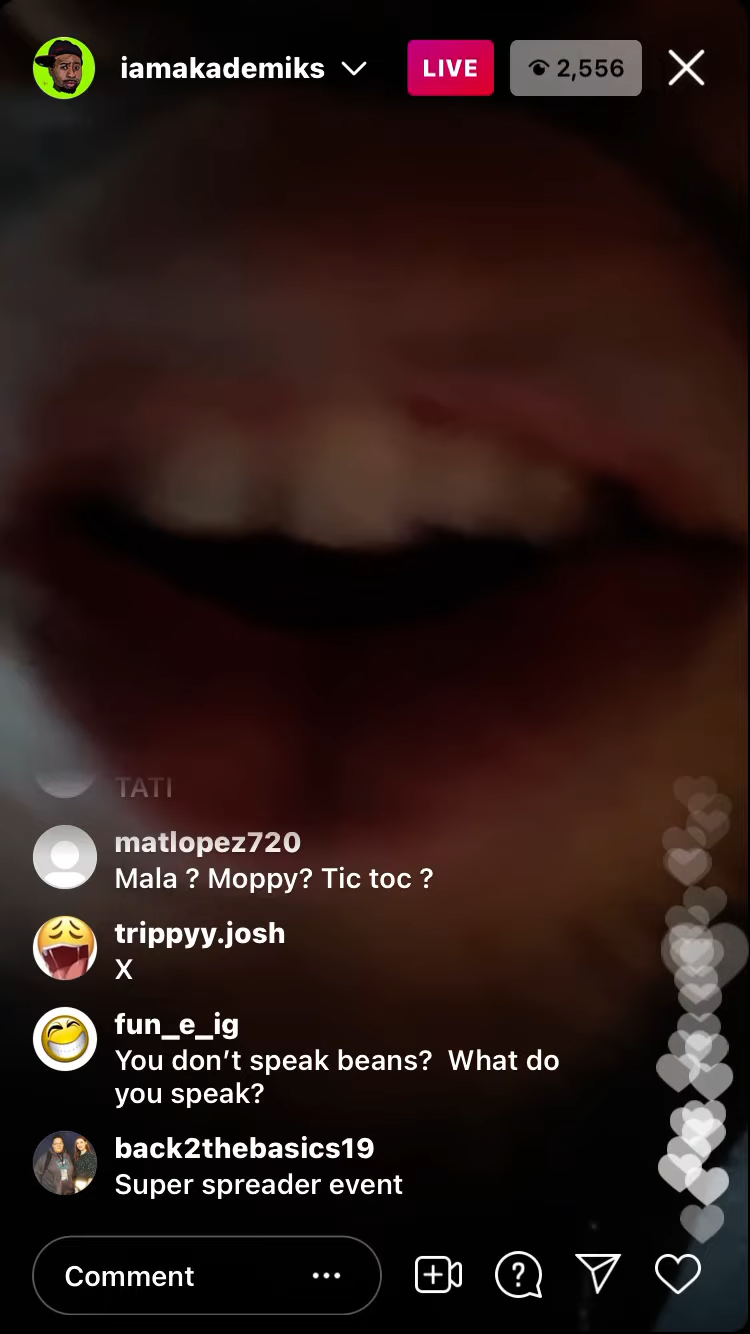 iamakademiks
LIVE
2,556
TATI
matlopez720
Mala ? Moppy? Tic toc ?
trippyy.josh
X
fun_e_ig
You don’t speak beans?  What do
you speak?
back2thebasics19
Super spreader event
Comment